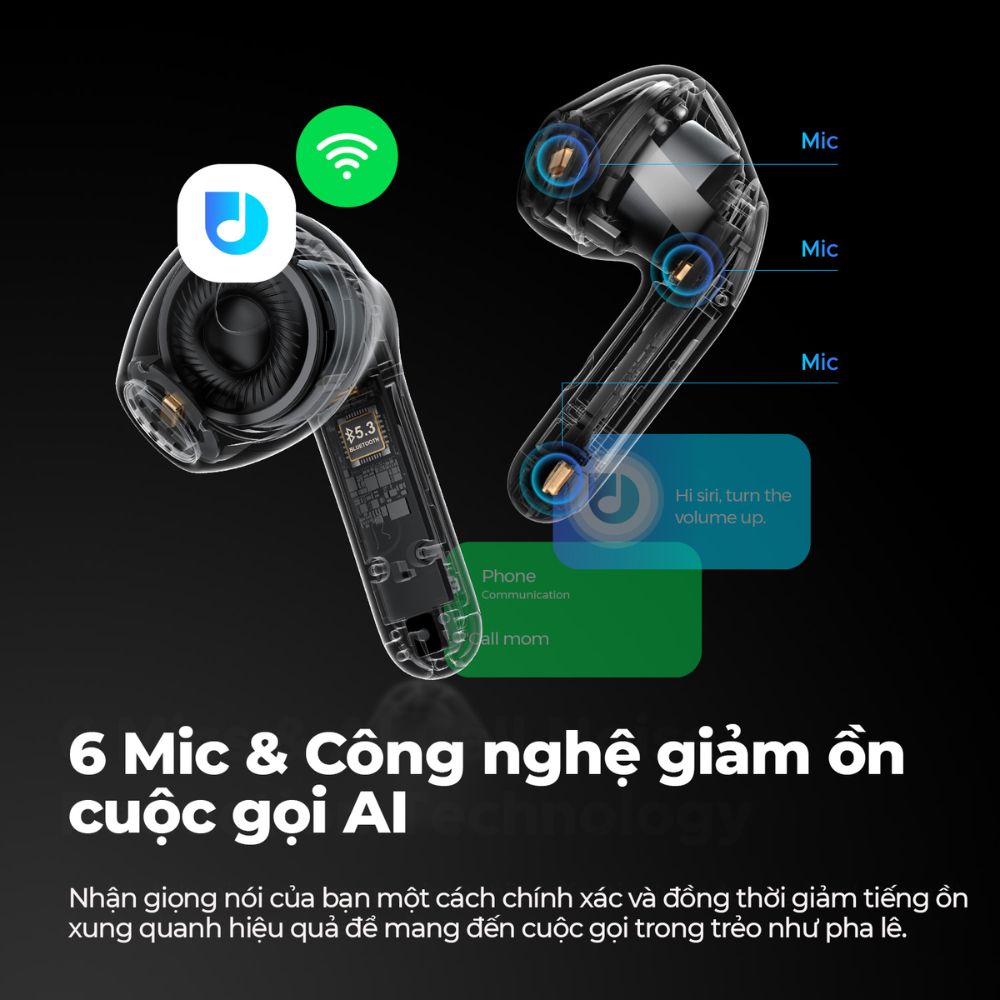 Mic
Mic
Mic
5.3
BLUETOOTH
Hi siri, turn the
volume up.
Phone
Communication
"Call mom
6 Mic & Công nghệ giảm ồn
cuộc gọi AI
Technology
Nhận giọng nói của bạn một cách chính xác và đồng thời giảm tiếng ồn
xung quanh hiệu quả để mang đến cuộc gọi trong trẻo như pha lê.